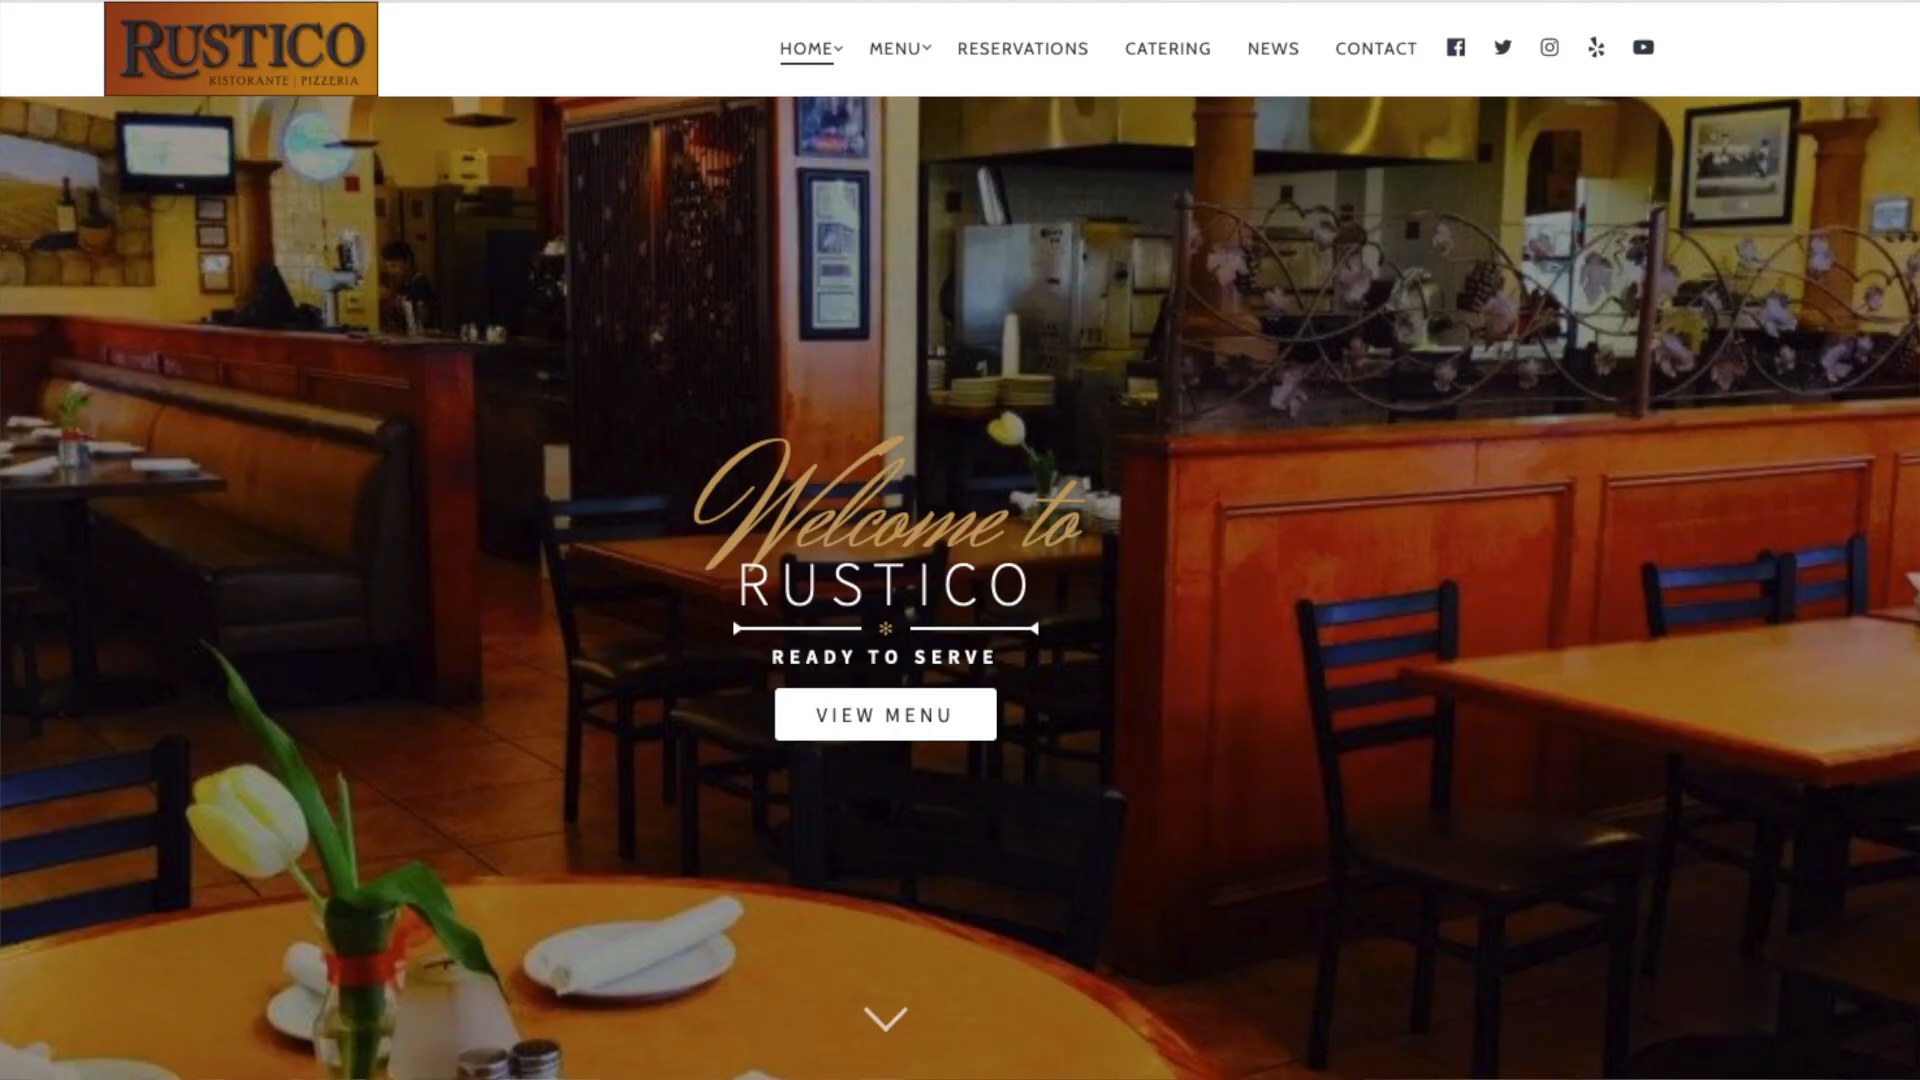 RUSTICO
RISTORANTE | PIZZERIA
HOME MENU RESERVATIONS CATERING NEWS CONTACT
Welcome to
RUSTICO
READY TO SERVE
VIEW MENU